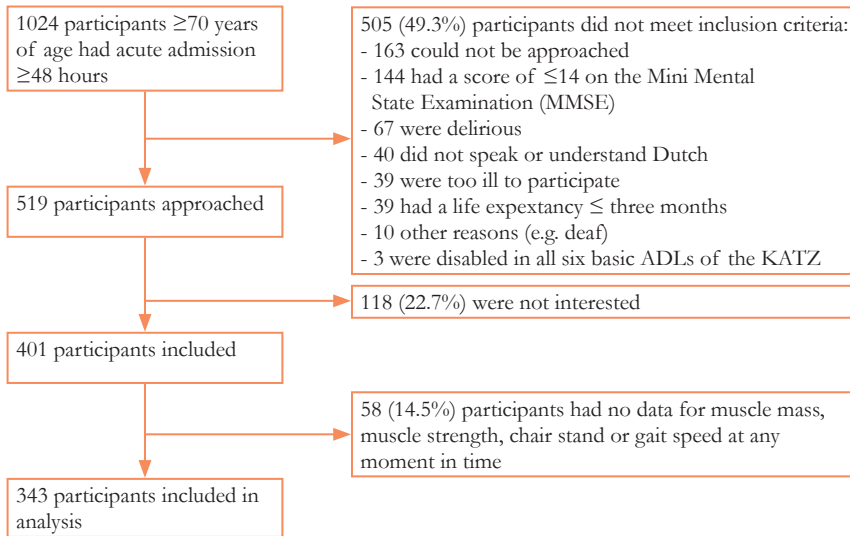 1024 participants ≥70 years
of age had acute admission
≥48 hours
505 (49.3%) participants did not meet inclusion criteria:
- 163 could not be approached
- 144 had a score of ≤14 on the Mini Mental
State Examination (MMSE)
- 67 were delirious
- 40 did not speak or understand Dutch
- 39 were too ill to participate
- 39 had a life expextancy ≤ three months
- 10 other reasons (e.g. deaf)
- 3 were disabled in all six basic ADLs of the KATZ
519 participants approached
118 (22.7%) were not interested
401 participants included
58 (14.5%) participants had no data for muscle mass,
muscle strength, chair stand or gait speed at any
moment in time
343 participants included in
analysis